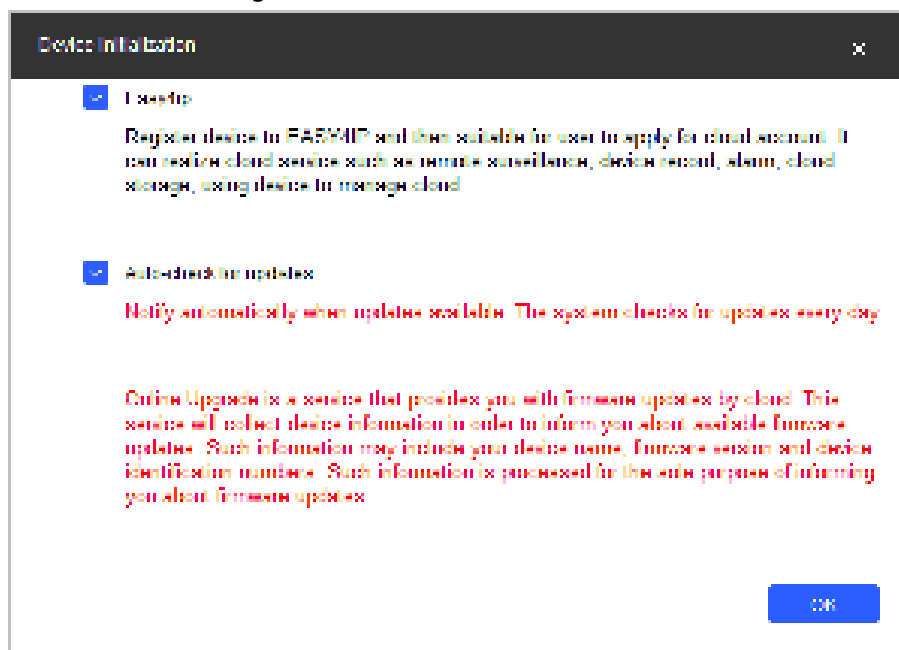 Device Initialization
Easy4ip
Register device to EASY4IP and then suitable for user to apply for cloud account. It
can realize cloud service such as remote surveillance, device record, alarm, cloud
storage, using device to manage cloud
Auto-check for updates
Notify automatically when updates available. The system checks for updates every day
Online Upgrade is a service that provides you with firmware updates by cloud. This
service will collect device information in order to inform you about available firmware
updates. Such information may include your device name, firmware version and device
identification numbers. Such information is processed for the sole purpose of informing
you about firmware updates
OK